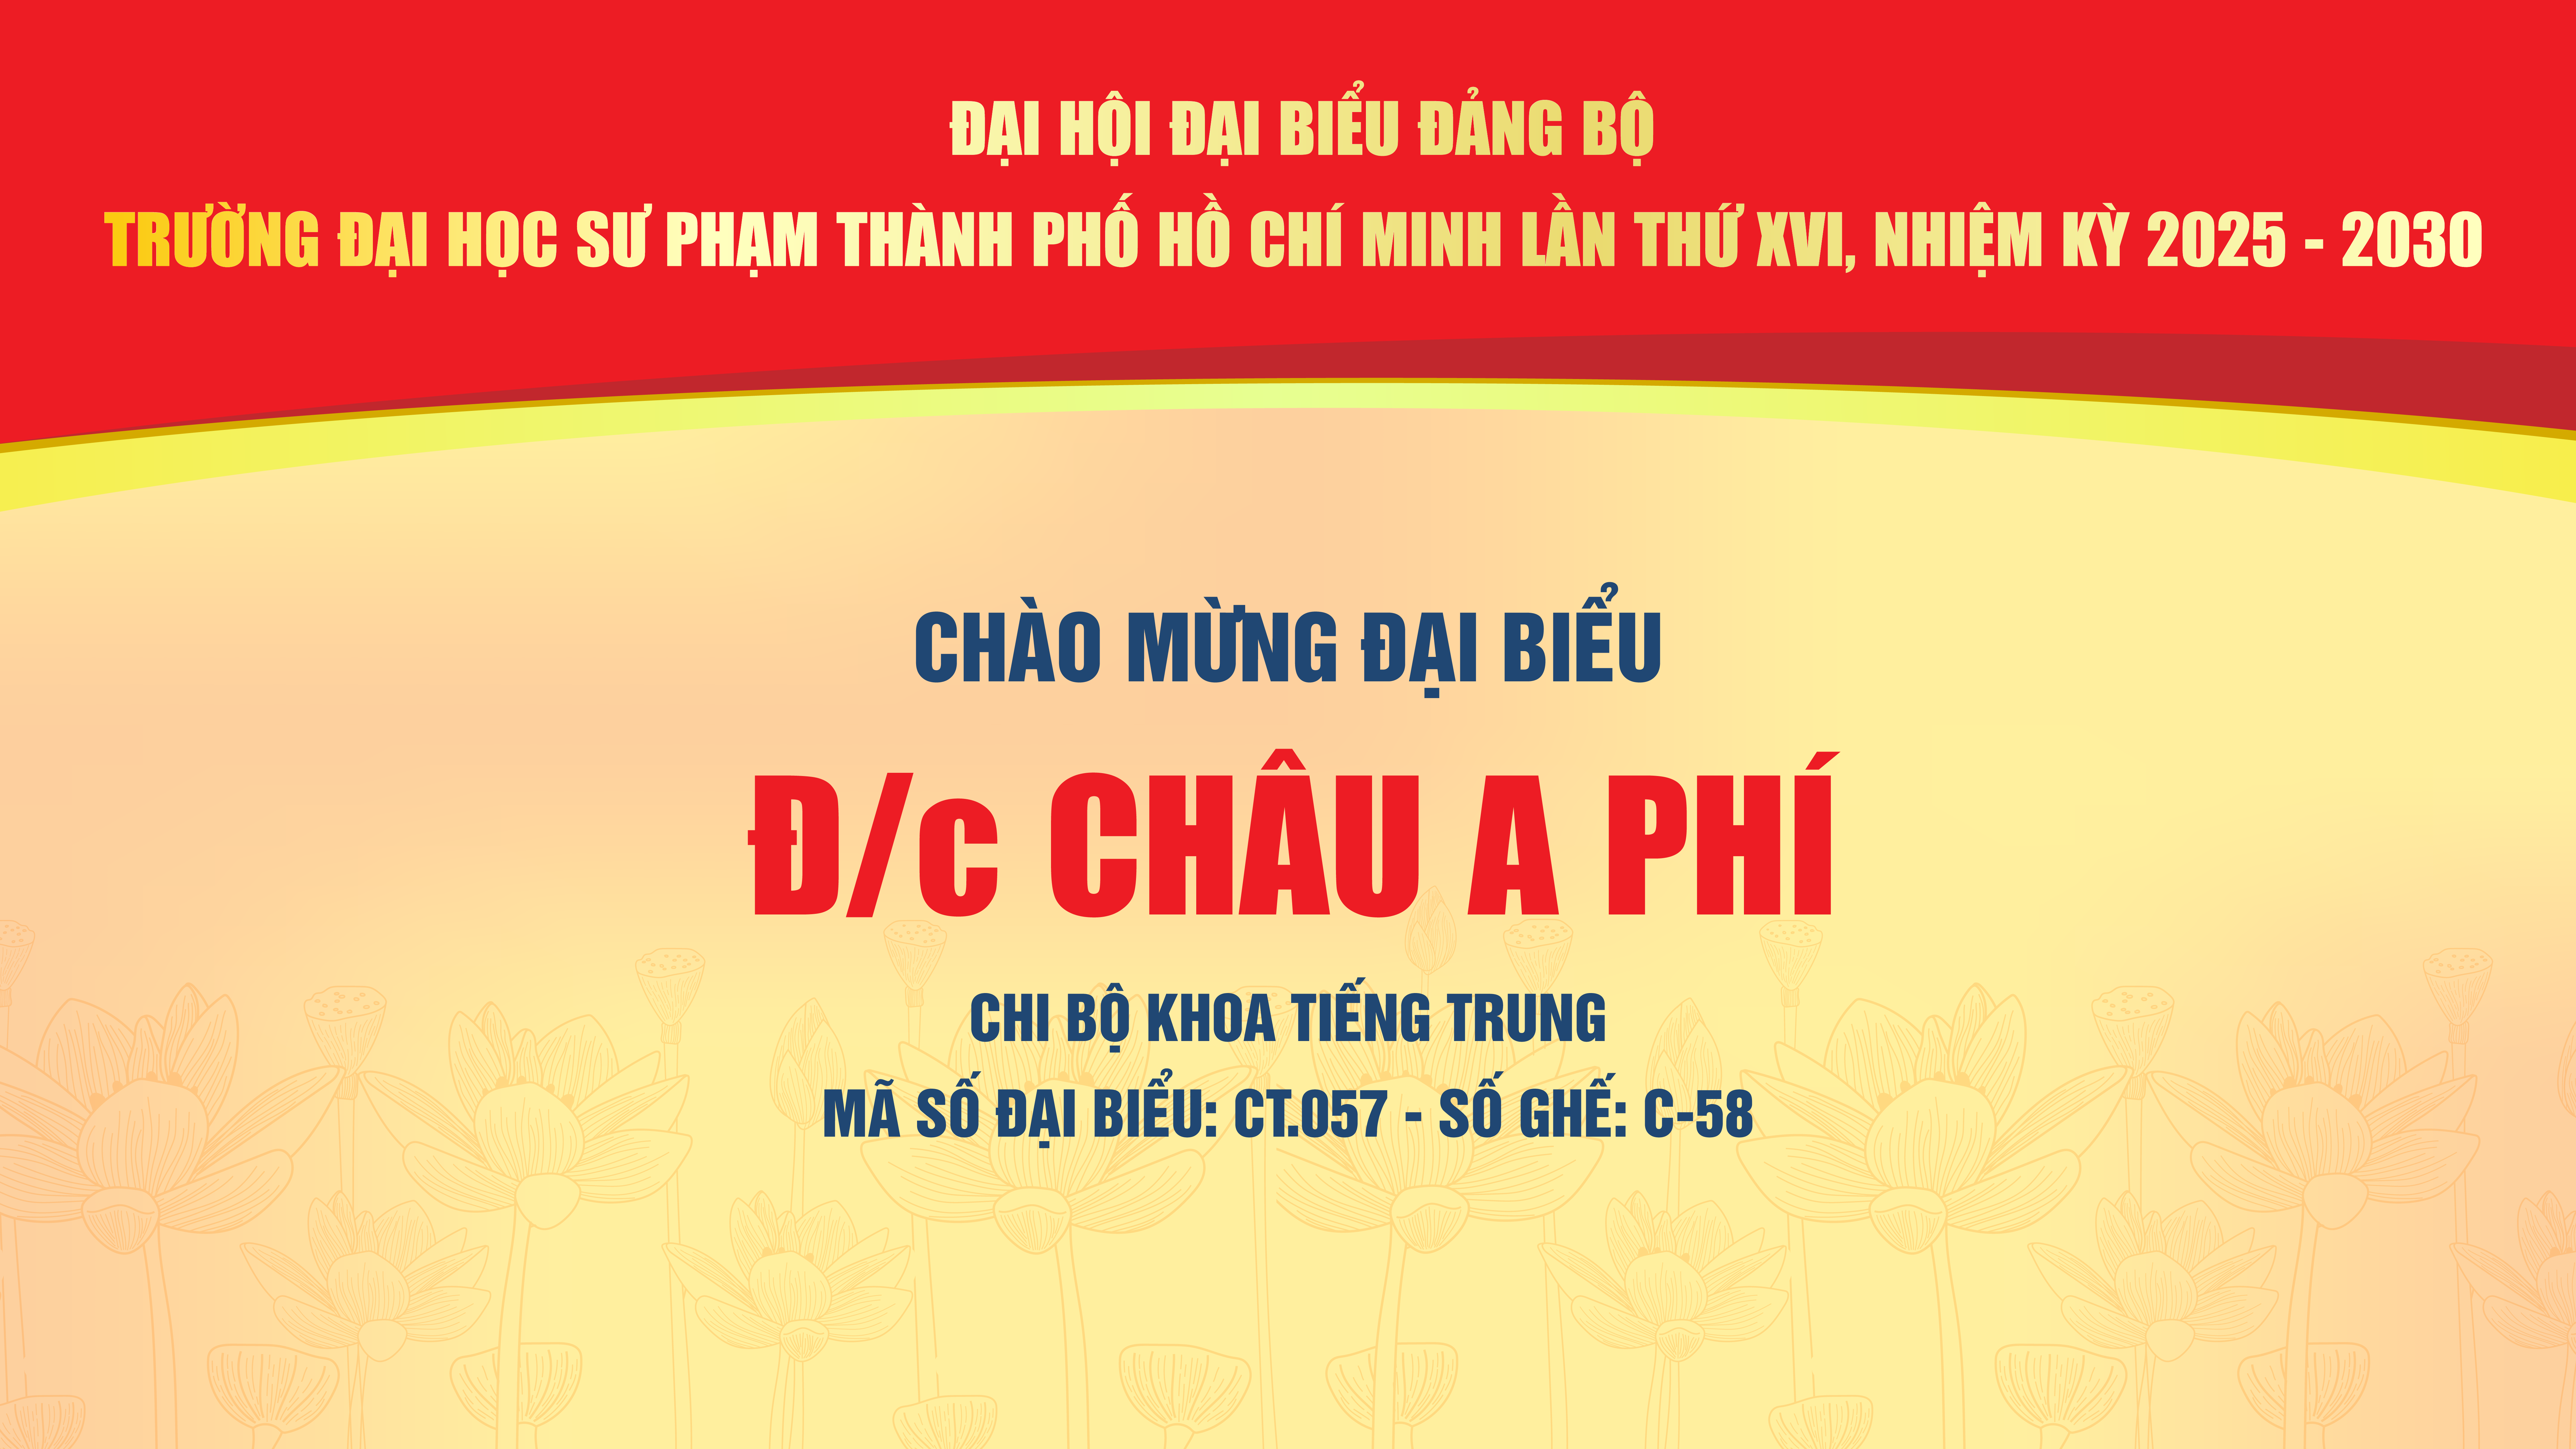 ĐẠI HỘI ĐẠI BIỂU ĐẢNG BỘ
TRƯỜNG ĐẠI HỌC SƯ PHẠM THÀNH PHỐ HỒ CHÍ MINH LẦN THỨ XVI, NHIỆM KỲ 2025 - 2030
CHÀO MỪNG ĐẠI BIỂU
Đ/c CHÂU A PHÍ
CHI BỘ KHOA TIẾNG TRUNG
MÃ SỐ ĐẠI BIỂU: CT.057 - SỐ GHẾ: C-58